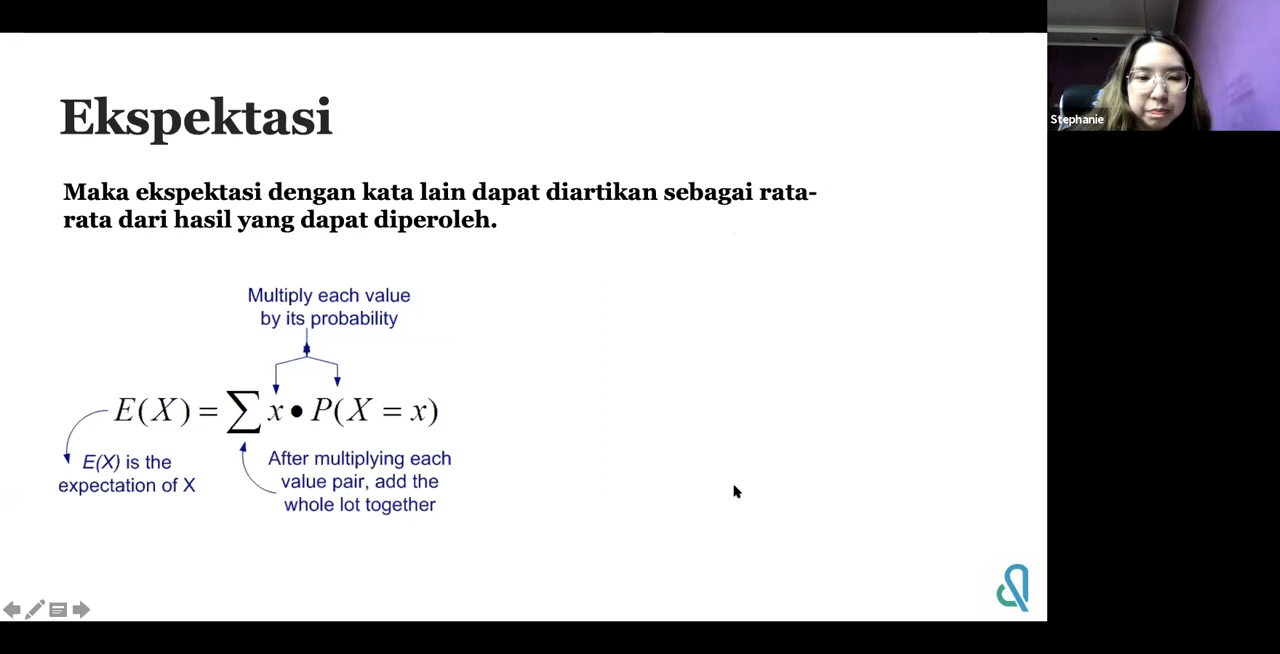 Ekspektasi
Maka ekspektasi dengan kata lain dapat diartikan sebagai rata-
rata dari hasil yang dapat diperoleh.
Multiply each value
by its probability
E(X) = ∑ x • P(X = x)
E(X) is the
expectation of X
After multiplying each
value pair, add the
whole lot together
Stephanie